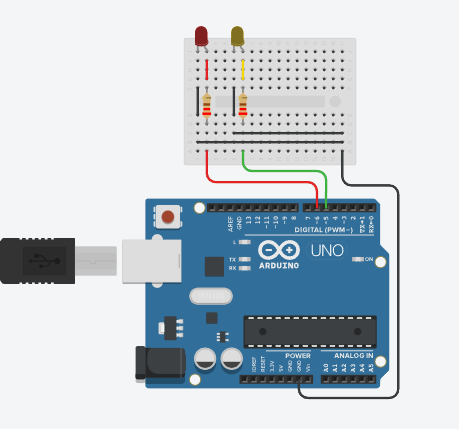 AREF
GND
13
12
~11
~10
~9
8
7
~6
~5
4
~3
2
TX→1
RX←0
DIGITAL (PWM~)
L
TX
RX
UNO
ARDUINO
ON
POWER
ANALOG IN
IOREF
RESET
3.3V
5V
GND
GND
Vin
A0
A1
A2
A3
A4
A5